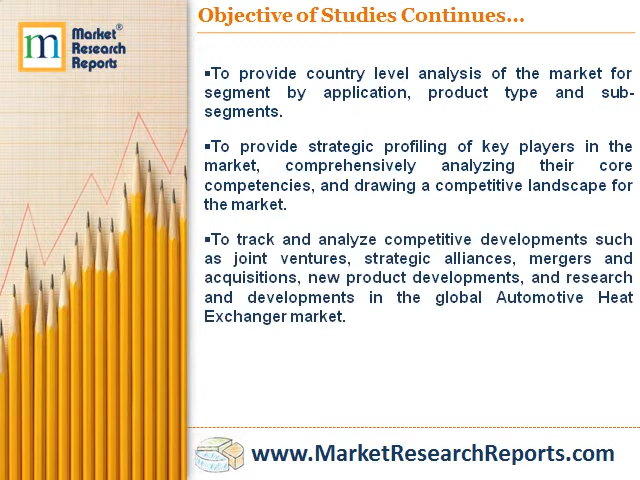 Objective of Studies Continues...
m
Market®
Research
Reports
▪To provide country level analysis of the market for
segment by application, product type and sub-
segments.
▪To provide strategic profiling of key players in the
market, comprehensively analyzing their core
competencies, and drawing a competitive landscape for
the market.
▪To track and analyze competitive developments such
as joint ventures, strategic alliances, mergers and
acquisitions, new product developments, and research
and developments in the global Automotive Heat
Exchanger market.
www.MarketResearchReports.com